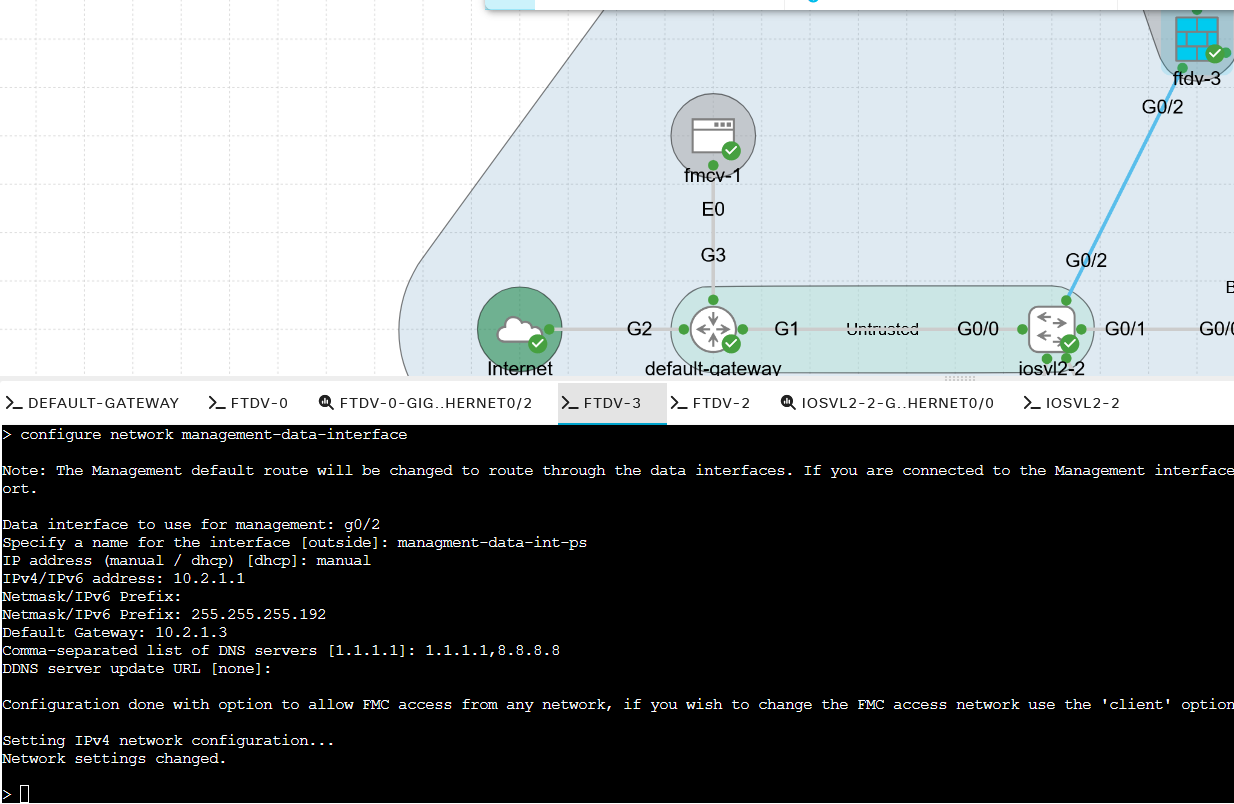 ftdv-3
G0/2
fmcv-1
E0
G0/2
G3
G2
G1
Untrusted
G0/0
G0/1
G0/
Internet
default-gateway
iosvl2-2
DEFAULT-GATEWAY
FTDV-0
FTDV-0-GIG..HERNET0/2
FTDV-3
FTDV-2
IOSVL2-2-G..HERNET0/0
IOSVL2-2
> configure network management-data-interface
Note: The Management default route will be changed to route through the data interfaces. If you are connected to the Management interface
ort.
Data interface to use for management: g0/2
Specify a name for the interface [outside]: managment-data-int-ps
IP address (manual / dhcp) [dhcp]: manual
IPv4/IPv6 address: 10.2.1.1
Netmask/IPv6 Prefix:
Netmask/IPv6 Prefix: 255.255.255.192
Default Gateway: 10.2.1.3
Comma-separated list of DNS servers [1.1.1.1]: 1.1.1.1,8.8.8.8
DDNS server update URL [none]:
Configuration done with option to allow FMC access from any network, if you wish to change the FMC access network use the 'client' option
Setting IPv4 network configuration...
Network settings changed.
>